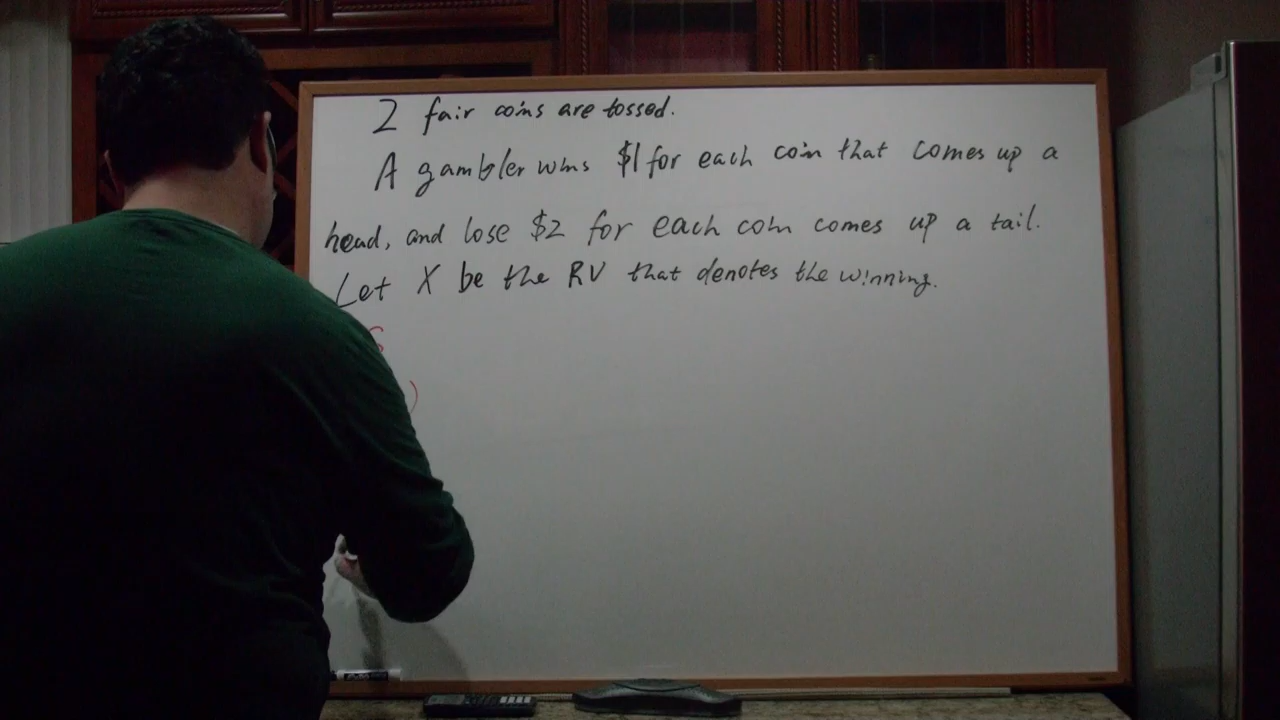 2 fair coins are tossed.
A gambler wins $1 for each coin that comes up a
head, and lose $2 for each coin comes up a tail.
Let X be the RV that denotes the winning.